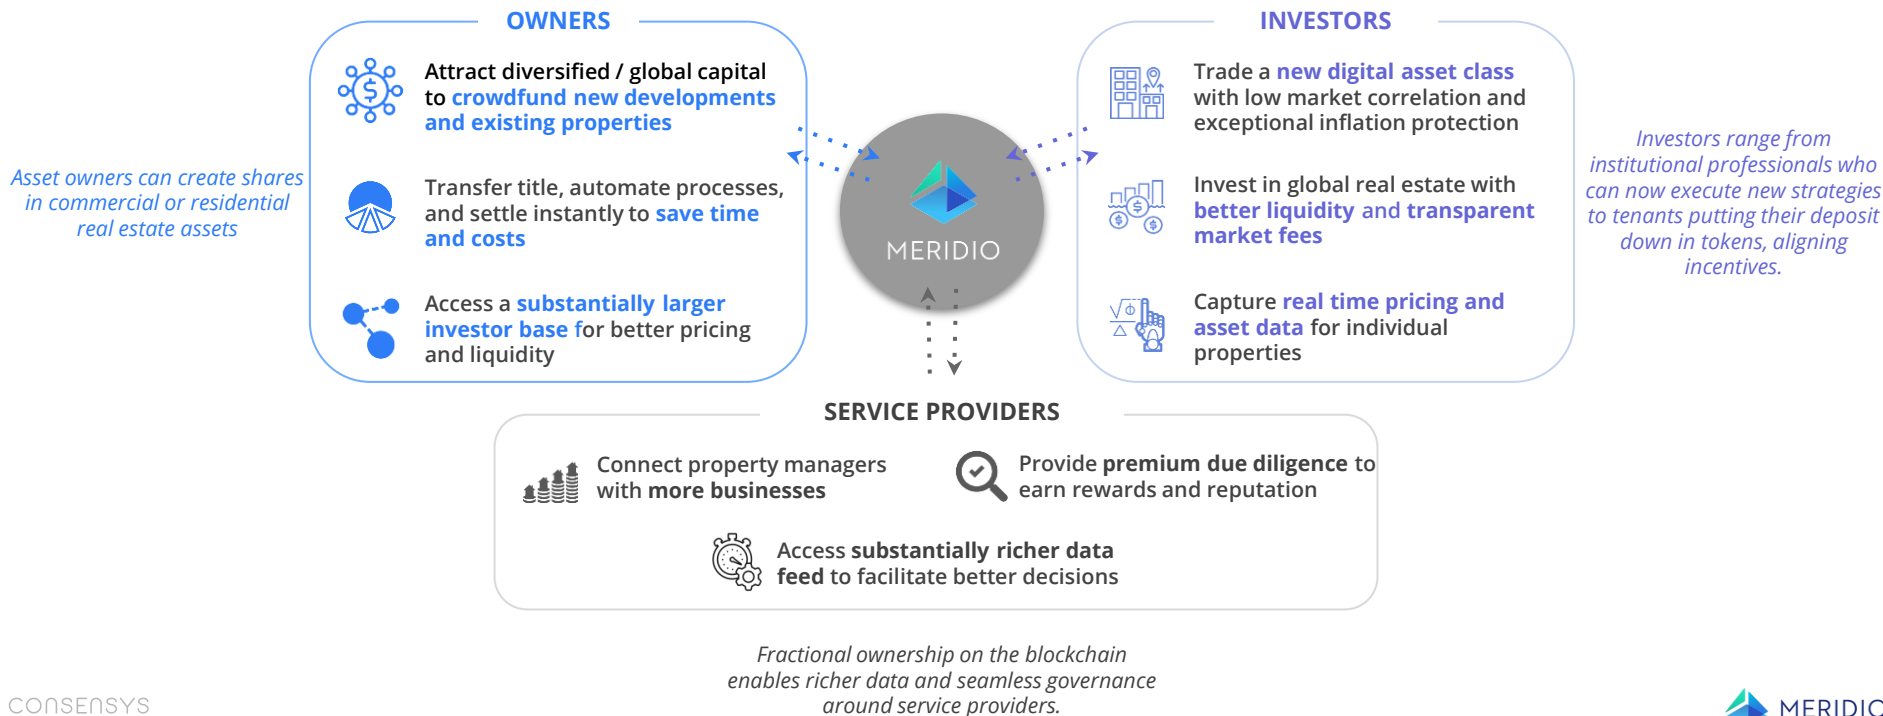 OWNERS
Attract diversified / global capital
to crowdfund new developments
and existing properties
Transfer title, automate processes,
and settle instantly to save time
and costs
Access a substantially larger
investor base for better pricing
and liquidity
Asset owners can create shares
in commercial or residential
real estate assets
MERIDIO
INVESTORS
Trade a new digital asset class
with low market correlation and
exceptional inflation protection
Invest in global real estate with
better liquidity and transparent
market fees
Capture real time pricing and
asset data for individual
properties
Investors range from
institutional professionals who
can now execute new strategies
to tenants putting their deposit
down in tokens, aligning
incentives.
SERVICE PROVIDERS
Connect property managers
with more businesses
Provide premium due diligence to
earn rewards and reputation
Access substantially richer data
feed to facilitate better decisions
Fractional ownership on the blockchain
enables richer data and seamless governance
around service providers.
CONSENSYS
MERIDIO